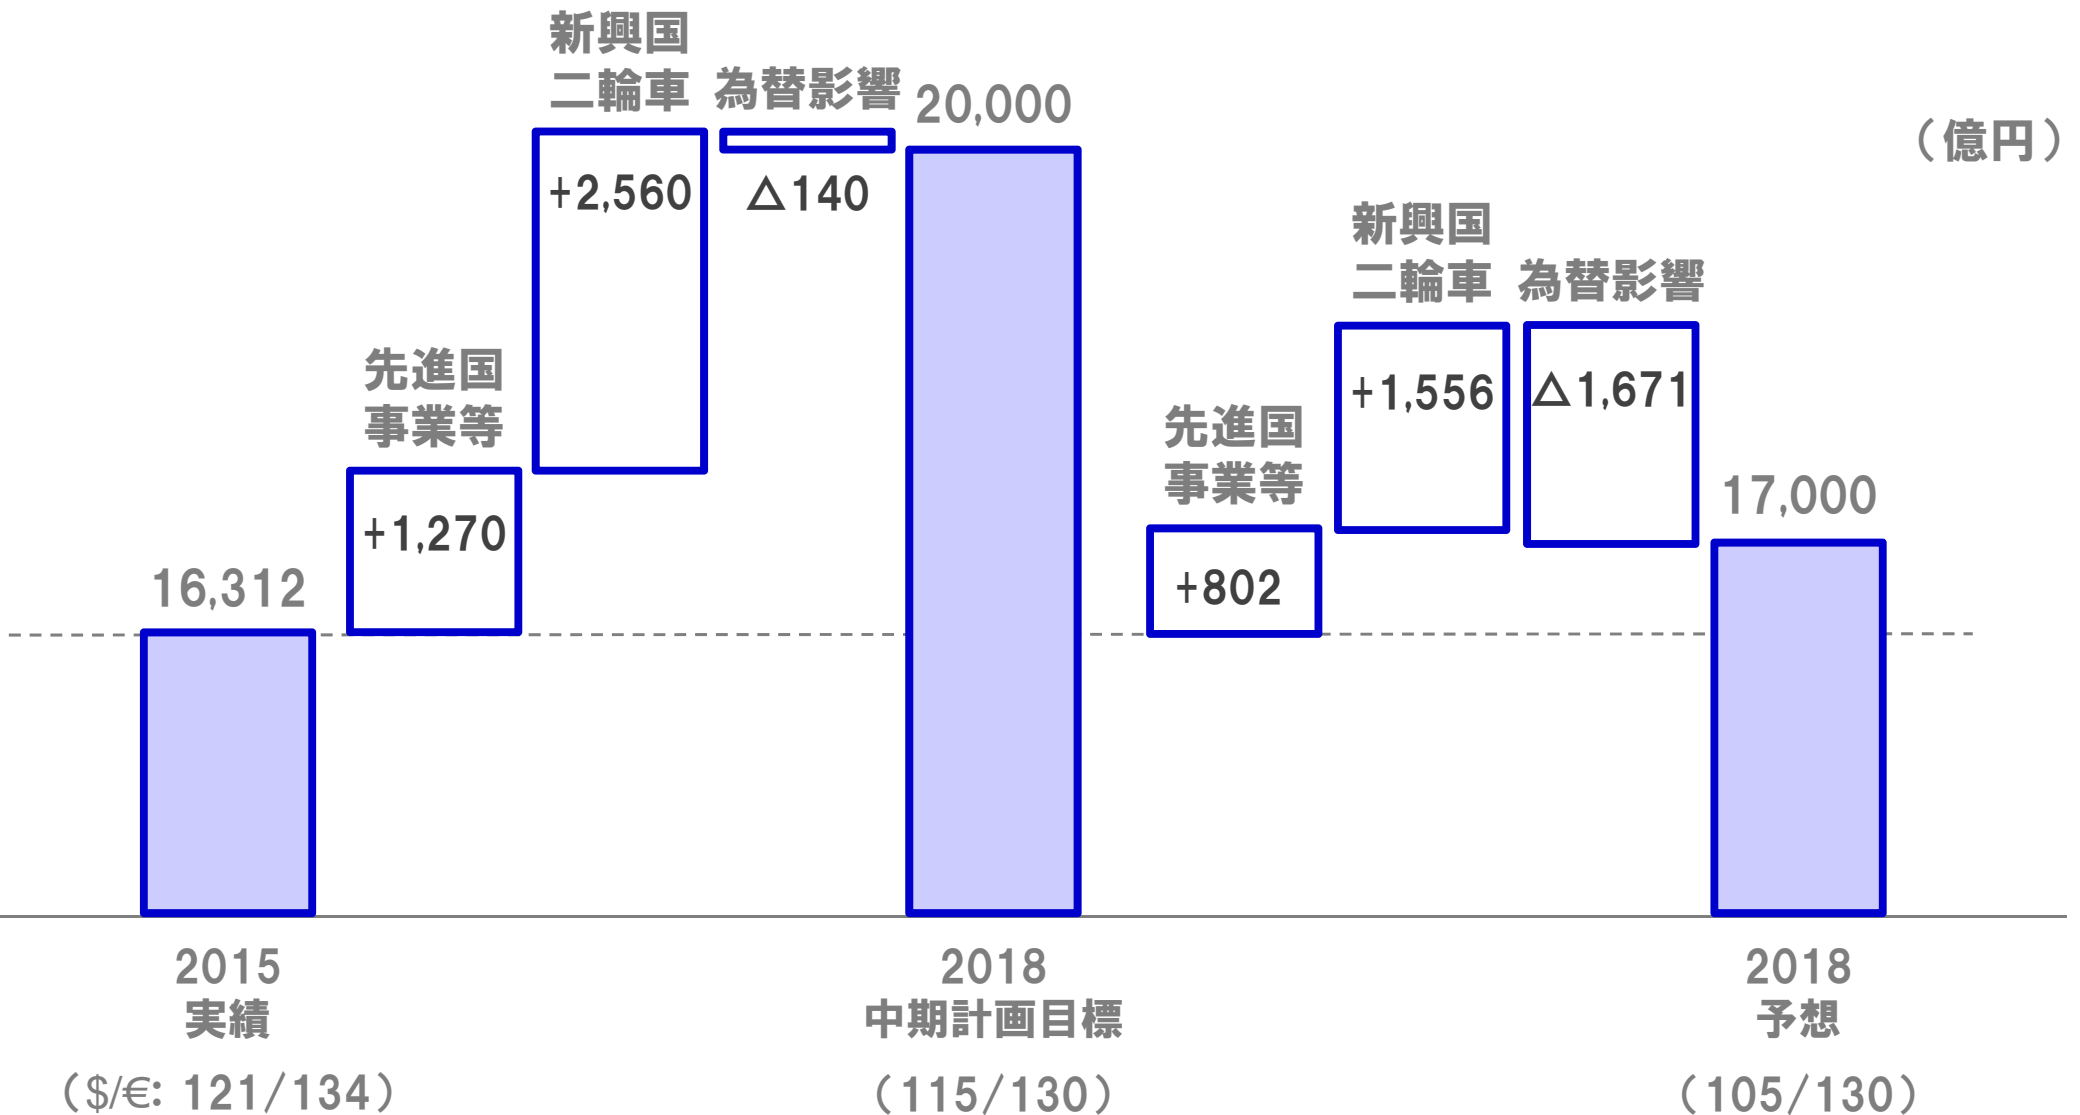 （億円）
16,312
先進国
事業等
+1,270
新興国
二輪車
+2,560
為替影響
△140
20,000
先進国
事業等
+802
新興国
二輪車
+1,556
為替影響
△1,671
17,000
2015
実績
（$/€: 121/134）
2018
中期計画目標
（115/130）
2018
予想
（105/130）